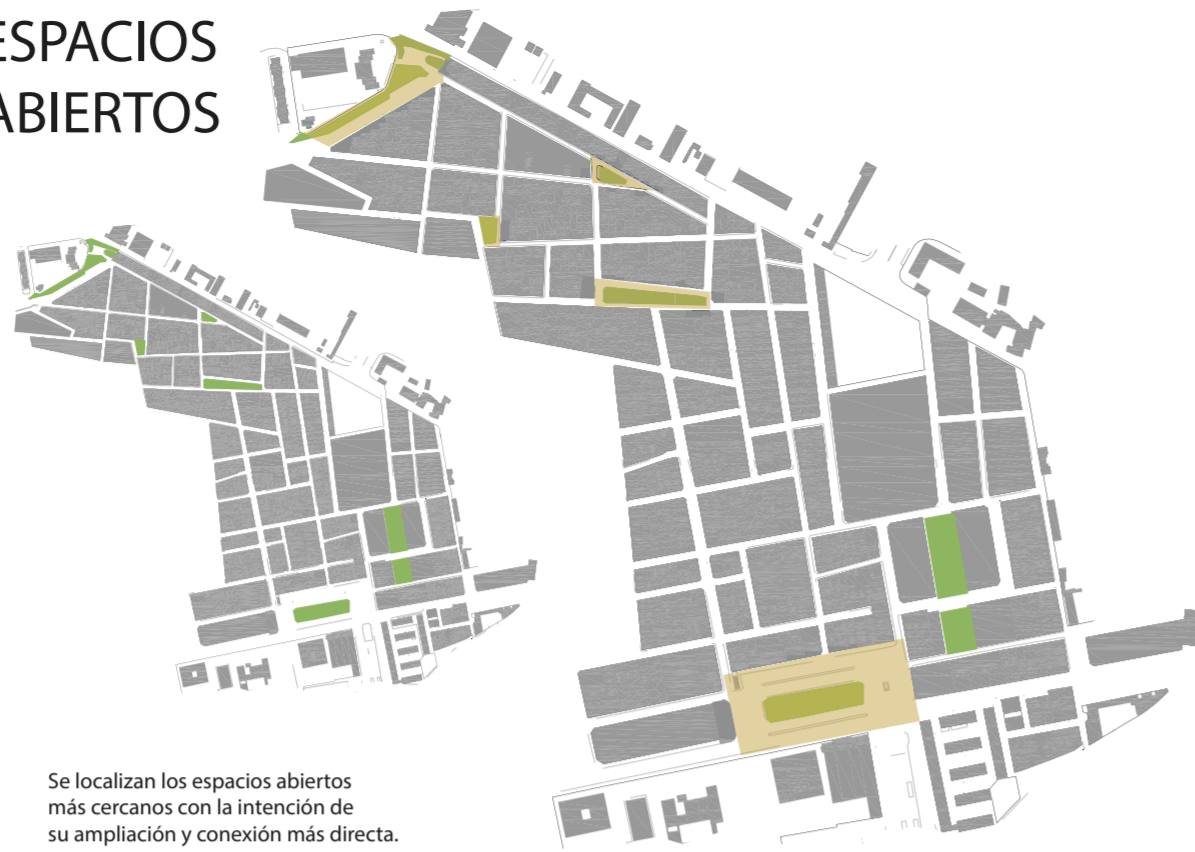 ESPACIOS
ABIERTOS
Se localizan los espacios abiertos
más cercanos con la intención de
su ampliación y conexión más directa.